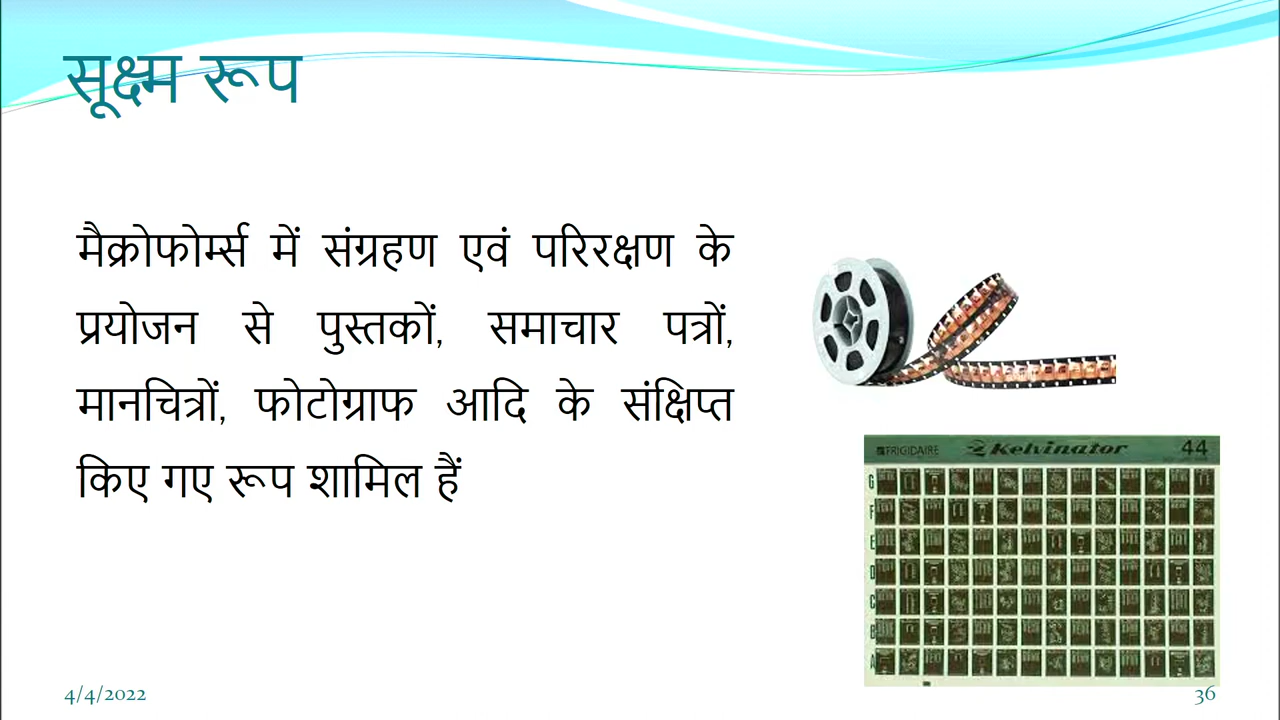 सूक्ष्म रूप
मैक्रोफोर्म्स में संग्रहण एवं परिरक्षण के
प्रयोजन से पुस्तकों, समाचार पत्रों,
मानचित्रों, फोटोग्राफ आदि के संक्षिप्त
किए गए रूप शामिल हैं
FRIGIDAIRE Kelvinator 44
G
F
E
D
C
B
A
4/4/2022
36